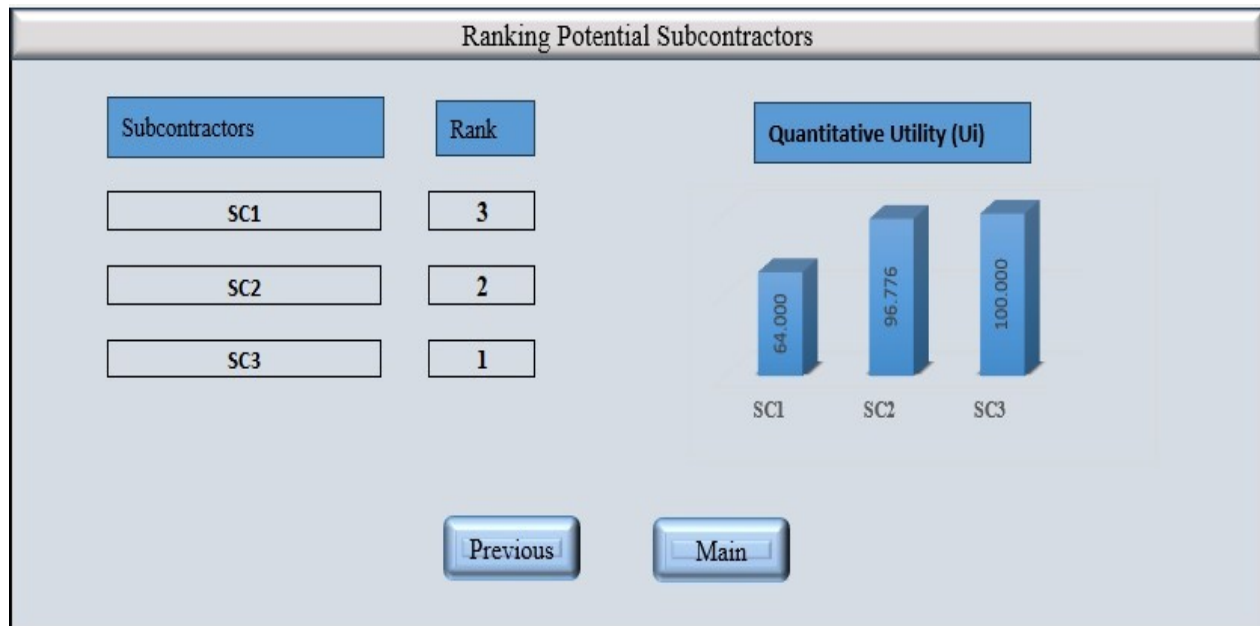 Ranking Potential Subcontractors
Subcontractors Rank
SC1 3
SC2 2
SC3 1
Quantitative Utility (Ui)
64.000 96.776 100.000
SC1 SC2 SC3
Previous Main